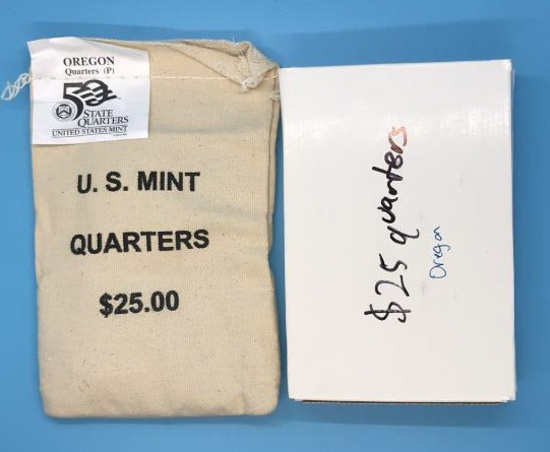 OREGON
Quarters (P)
50
STATE
QUARTERS
UNITED STATES MINT
U. S. MINT
QUARTERS
$25.00
$25 quarters
Oregon